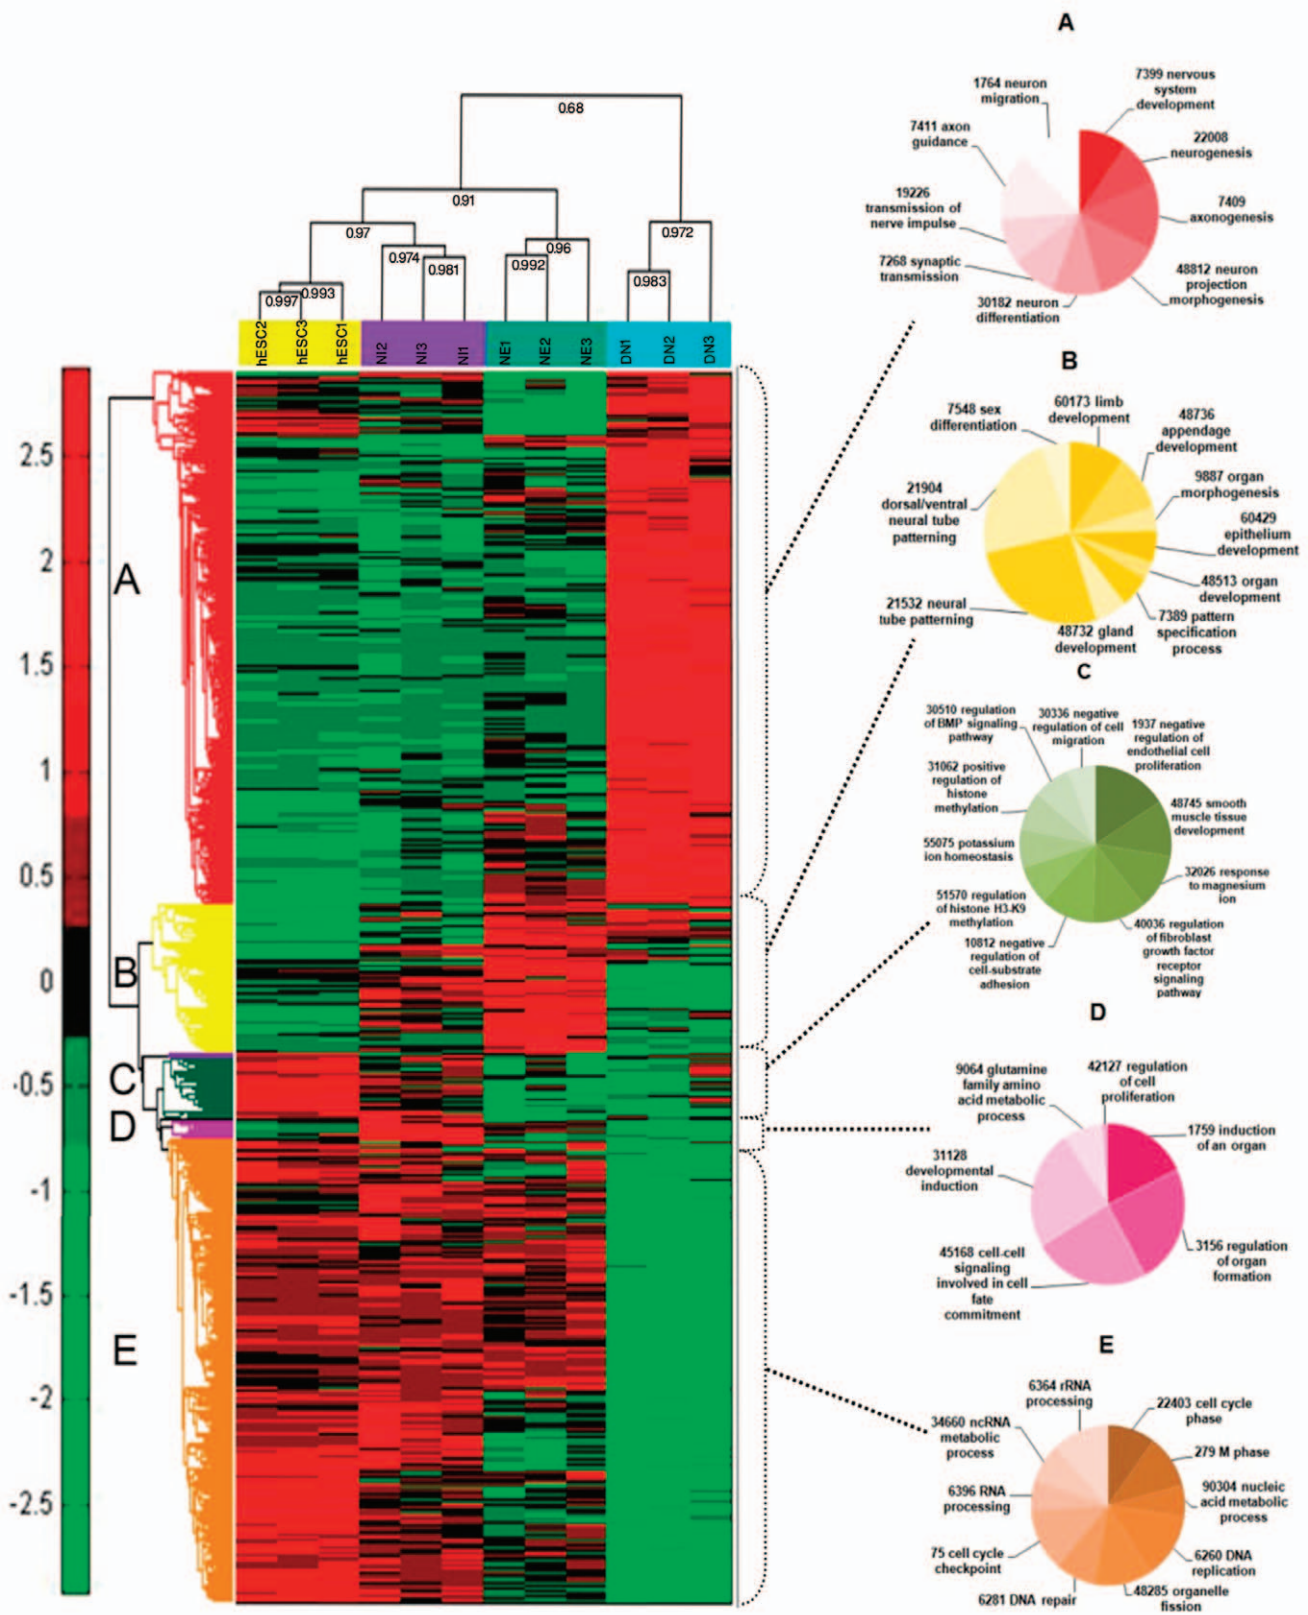 0.68
0.91
0.97
0.974
0.981
0.997
0.993
0.96
0.992
0.972
0.983
hESC2
hESC3
hESC1
NI2
NI3
NI1
NE1
NE2
NE3
DN1
DN2
DN3
2.5
2
1.5
1
0.5
0
-0.5
-1
-1.5
-2
-2.5
A
B
C
D
E
A
1764 neuron
migration
7399 nervous
system
development
7411 axon
guidance
22008
neurogenesis
19226
transmission of
nerve impulse
7409
axonogenesis
7268 synaptic
transmission
48812 neuron
projection
morphogenesis
30182 neuron
differentiation
B
7548 sex
differentiation
60173 limb
development
48736
appendage
development
21904
dorsal/ventral
neural tube
patterning
9887 organ
morphogenesis
60429
epithelium
development
48513 organ
development
21532 neural
tube patterning
7389 pattern
specification
process
48732 gland
development
C
30510 regulation
of BMP signaling
pathway
30336 negative
regulation of cell
migration
1937 negative
regulation of
endothelial cell
proliferation
31062 positive
regulation of
histone
methylation
48745 smooth
muscle tissue
development
55075 potassium
ion homeostasis
32026 response
to magnesium
ion
51570 regulation
of histone H3-K9
methylation
10812 negative
regulation of
cell-substrate
adhesion
40036 regulation
of fibroblast
growth factor
receptor
signaling
pathway
D
9064 glutamine
family amino
acid metabolic
process
42127 regulation
of cell
proliferation
1759 induction
of an organ
31128
developmental
induction
45168 cell-cell
signaling
involved in cell
fate
commitment
3156 regulation
of organ
formation
E
6364 rRNA
processing
22403 cell cycle
phase
34660 ncRNA
metabolic
process
279 M phase
6396 RNA
processing
90304 nucleic
acid metabolic
process
75 cell cycle
checkpoint
6260 DNA
replication
6281 DNA repair
48285 organelle
fission